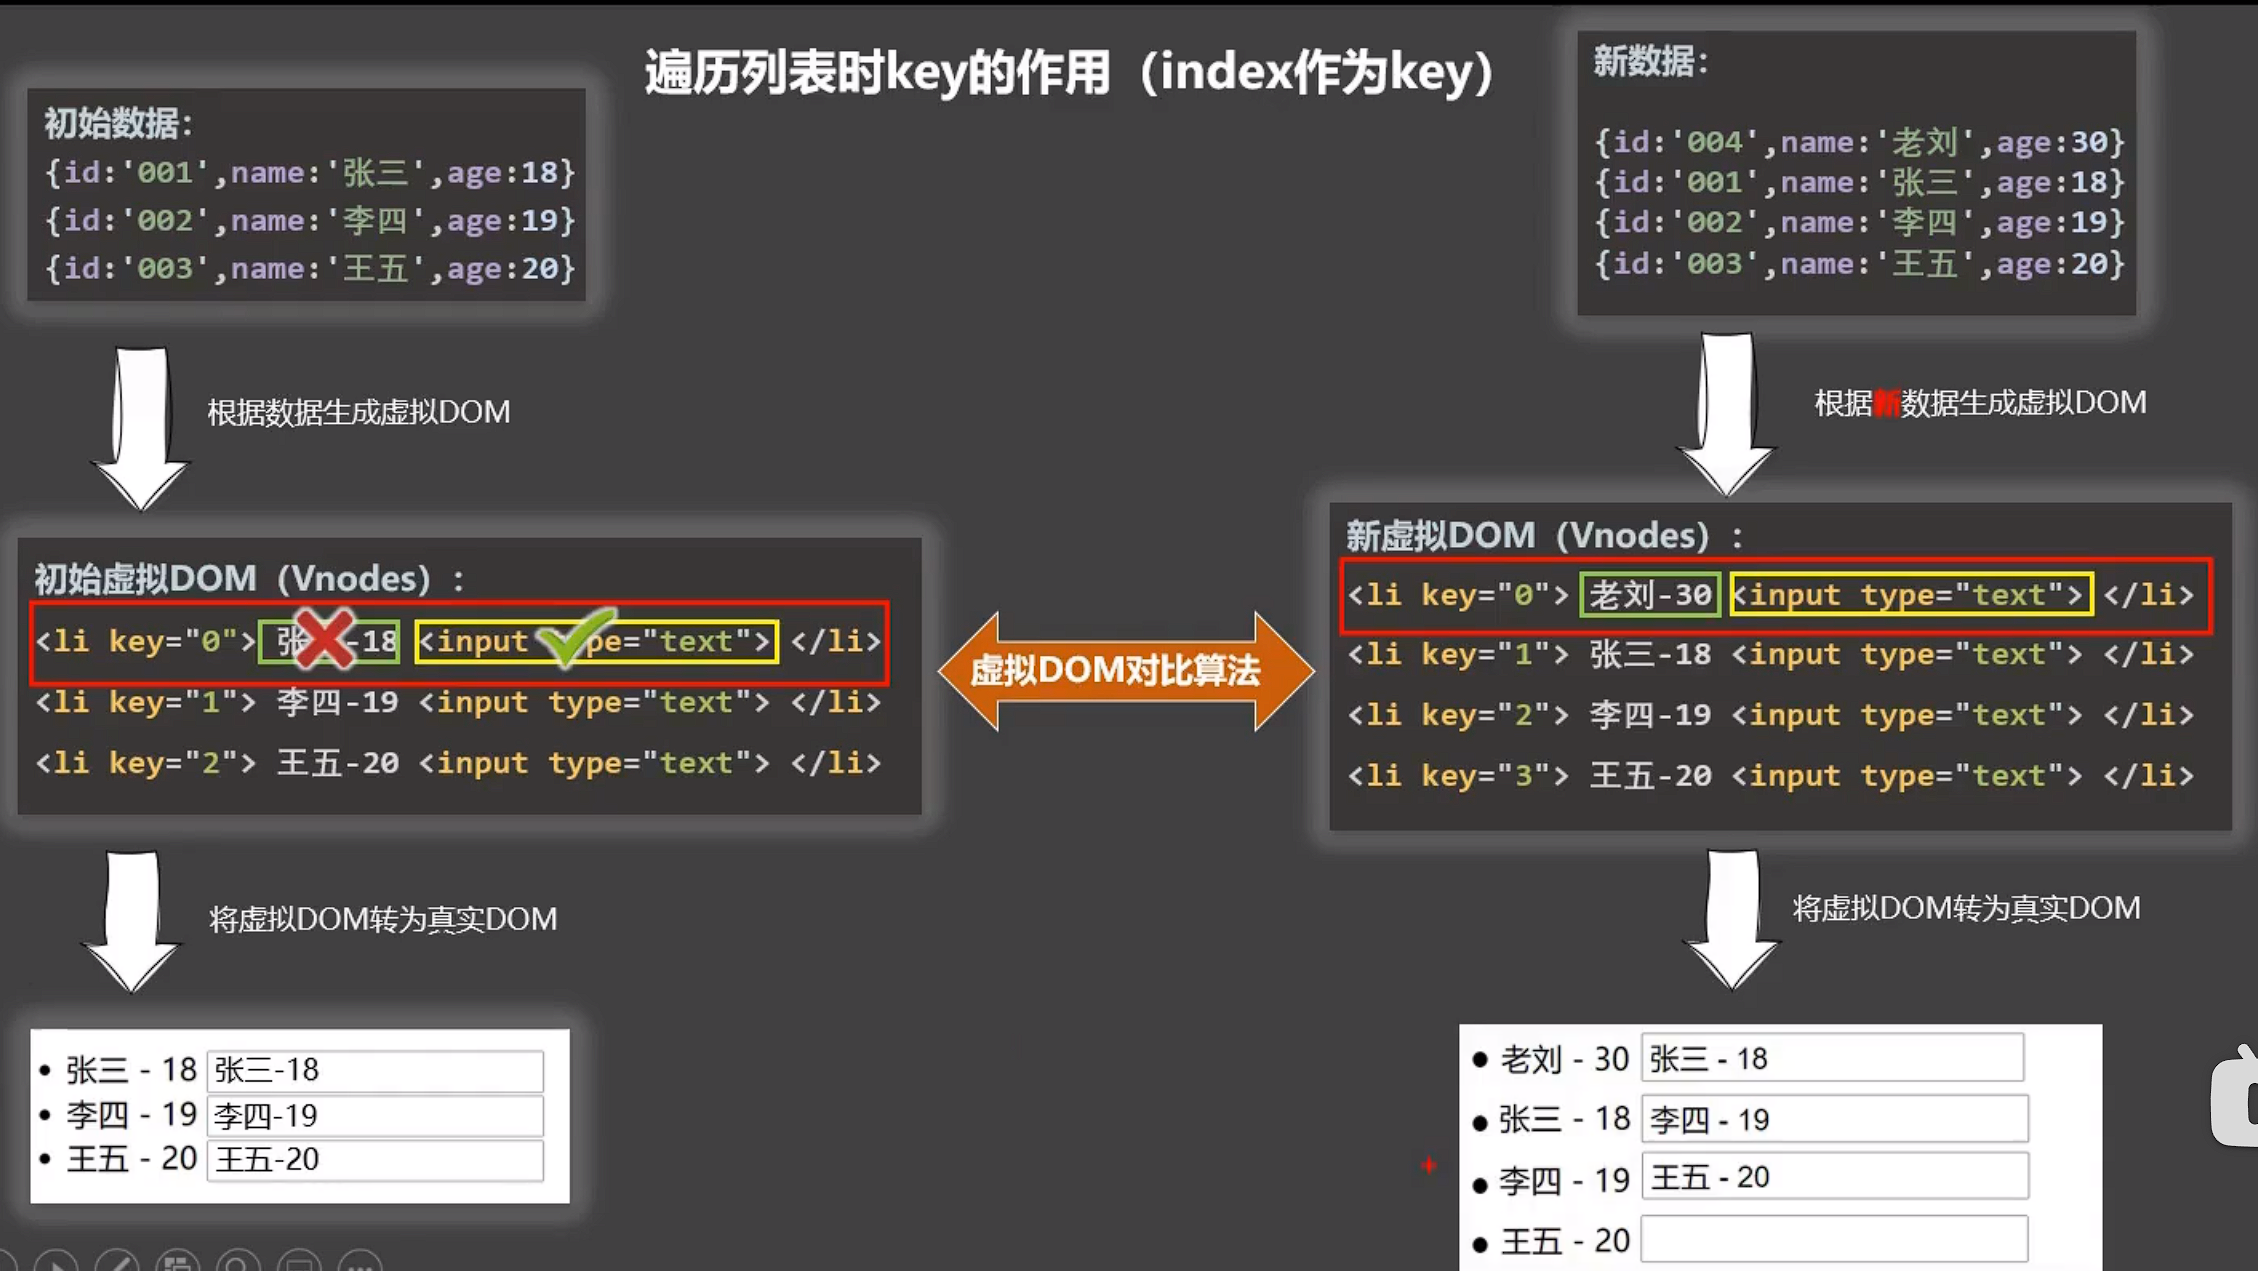 遍历列表时key的作用（index作为key）
初始数据：
{id:'001',name:'张三',age:18}
{id:'002',name:'李四',age:19}
{id:'003',name:'王五',age:20}
根据数据生成虚拟DOM
初始虚拟DOM（Vnodes）：
<li key="0"> 张 -18 <input type="text"> </li>
<li key="1"> 李四-19 <input type="text"> </li>
<li key="2"> 王五-20 <input type="text"> </li>
将虚拟DOM转为真实DOM
• 张三 - 18 张三-18
• 李四 - 19 李四-19
• 王五 - 20 王五-20
虚拟DOM对比算法
新数据：
{id:'004',name:'老刘',age:30}
{id:'001',name:'张三',age:18}
{id:'002',name:'李四',age:19}
{id:'003',name:'王五',age:20}
根据新数据生成虚拟DOM
新虚拟DOM（Vnodes）：
<li key="0"> 老刘-30 <input type="text"> </li>
<li key="1"> 张三-18 <input type="text"> </li>
<li key="2"> 李四-19 <input type="text"> </li>
<li key="3"> 王五-20 <input type="text"> </li>
将虚拟DOM转为真实DOM
● 老刘 - 30 张三 - 18
● 张三 - 18 李四 - 19
● 李四 - 19 王五 - 20
● 王五 - 20